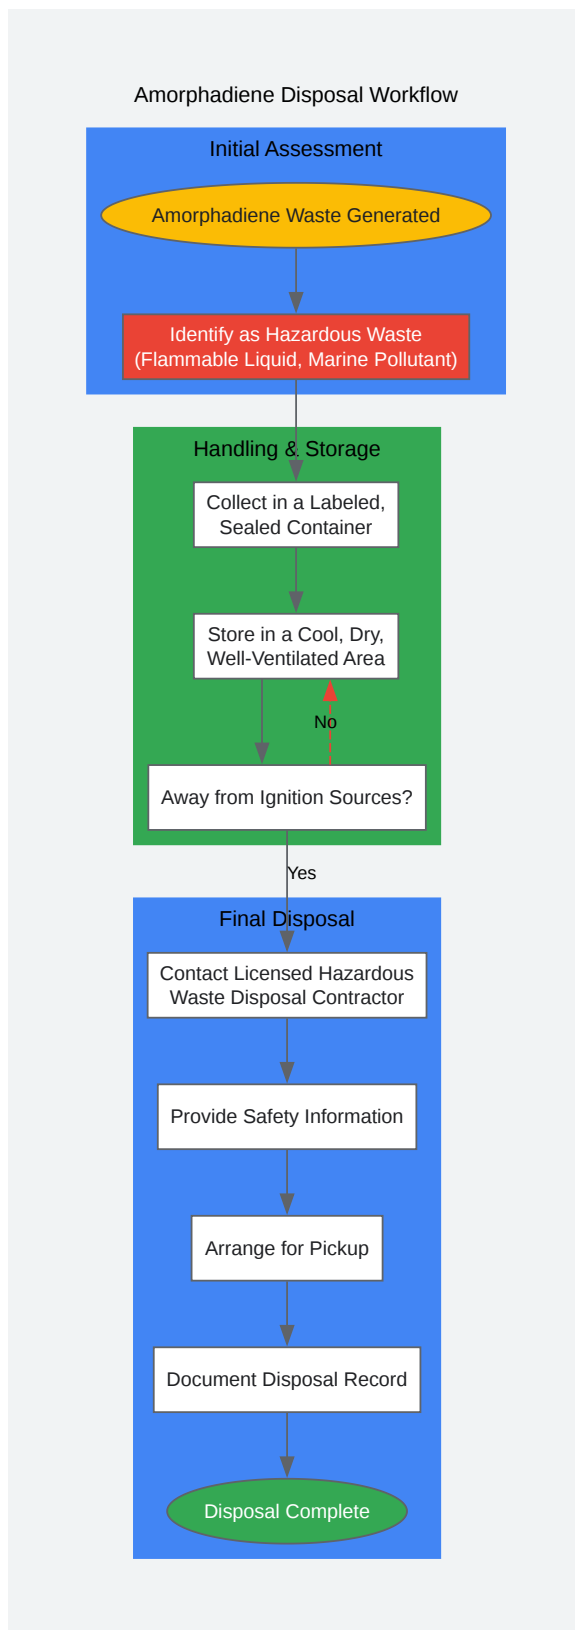 Amorphadiene Disposal Workflow
Initial Assessment
Amorphadiene Waste Generated
Identify as Hazardous Waste
(Flammable Liquid, Marine Pollutant)
Handling & Storage
Collect in a Labeled,
Sealed Container
Store in a Cool, Dry,
Well-Ventilated Area
No
Away from Ignition Sources?
Yes
Final Disposal
Contact Licensed Hazardous
Waste Disposal Contractor
Provide Safety Information
Arrange for Pickup
Document Disposal Record
Disposal Complete